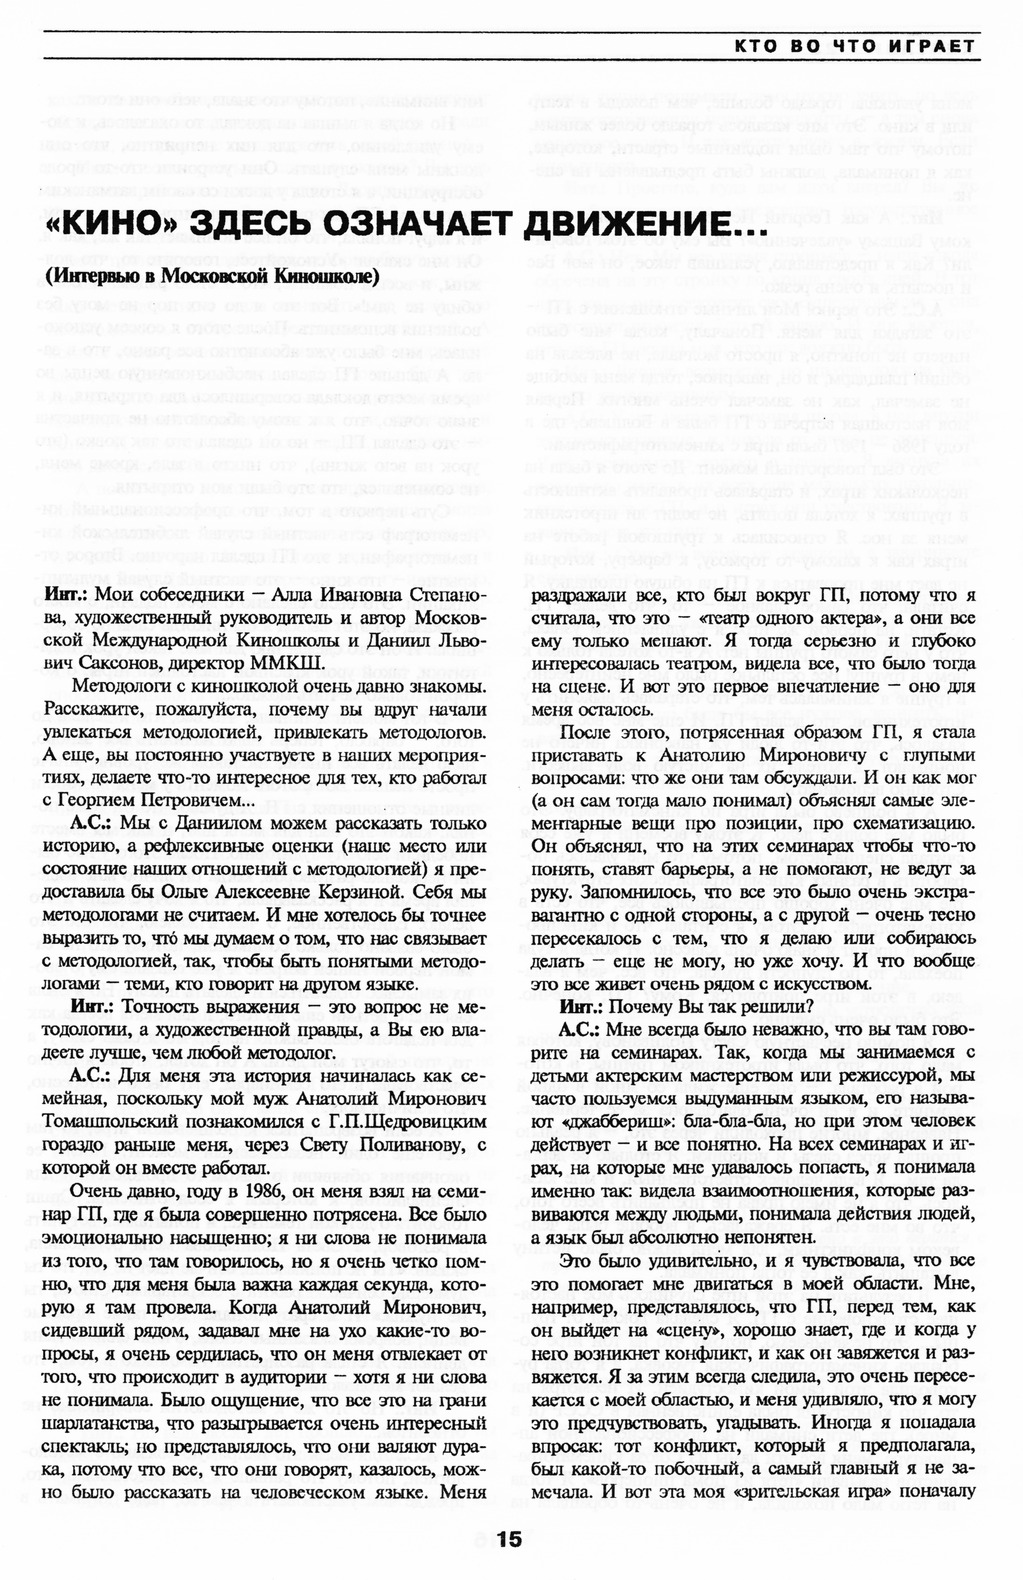 КТО ВО ЧТО ИГРАЕТ
«КИНО» ЗДЕСЬ ОЗНАЧАЕТ ДВИЖЕНИЕ...
(Интервью в Московской Киношколе)
Инт.: Мои собеседники — Алла Ивановна Степано-
ва, художественный руководитель и автор Москов-
ской Международной Киношколы и Даниил Льво-
вич Саксонов, директор ММКШ.
Методологи с киношколой очень давно знакомы.
Расскажите, пожалуйста, почему вы вдруг начали
увлекаться методологией, привлекать методологов.
А еще, вы постоянно участвуете в наших мероприя-
тиях, делаете что-то интересное для тех, кто работал
с Георгием Петровичем...
А.С.: Мы с Даниилом можем рассказать только
историю, а рефлексивные оценки (наше место или
состояние наших отношений с методологией) я пре-
доставила бы Ольге Алексеевне Керзиной. Себя мы
методологами не считаем. И мне хотелось бы точнее
выразить то, что́ мы думаем о том, что нас связывает
с методологией, так, чтобы быть понятыми методо-
логами — теми, кто говорит на другом языке.
Инт.: Точность выражения — это вопрос не ме-
тодологии, а художественной правды, а Вы ею вла-
деете лучше, чем любой методолог.
А.С.: Для меня эта история начиналась как се-
мейная, поскольку мой муж Анатолий Миронович
Томашпольский познакомился с Г.П.Щедровицким
гораздо раньше меня, через Свету Поливанову, с
которой он вместе работал.
Очень давно, году в 1986, он меня взял на семи-
нар ГП, где я была совершенно потрясена. Все было
эмоционально насыщенно; я ни слова не понимала
из того, что там говорилось, но я очень четко пом-
ню, что для меня была важна каждая секунда, кото-
рую я там провела. Когда Анатолий Миронович,
сидевший рядом, задавал мне на ухо какие-то во-
просы, я очень сердилась, что он меня отвлекает от
того, что происходит в аудитории — хотя я ни слова
не понимала. Было ощущение, что все это на грани
шарлатанства, что разыгрывается очень интересный
спектакль; но представлялось, что они валяют дура-
ка, потому что все, что они говорят, казалось, мож-
но было рассказать на человеческом языке. Меня
раздражали все, кто был вокруг ГП, потому что я
считала, что это — «театр одного актера», а они все
ему только мешают. Я тогда серьезно и глубоко
интересовалась театром, видела все, что было тогда
на сцене. И вот это первое впечатление — оно для
меня осталось.
После этого, потрясенная образом ГП, я стала
приставать к Анатолию Мироновичу с глупыми
вопросами: что же они там обсуждали. И он как мог
(а он сам тогда мало понимал) объяснял самые эле-
ментарные вещи про позиции, про схематизацию.
Он объяснял, что на этих семинарах чтобы что-то
понять, ставят барьеры, а не помогают, не ведут за
руку. Запомнилось, что все это было очень экстра-
вагантно с одной стороны, а с другой — очень тесно
пересекалось с тем, что я делаю или собираюсь
делать — еще не могу, но уже хочу. И что вообще
это все живет очень рядом с искусством.
Инт.: Почему Вы так решили?
А.С.: Мне всегда было неважно, что вы там гово-
рите на семинарах. Так, когда мы занимаемся с
детьми актерским мастерством или режиссурой, мы
часто пользуемся выдуманным языком, его называ-
ют «джаббериш»: бла-бла-бла, но при этом человек
действует — и все понятно. На всех семинарах и иг-
рах, на которые мне удавалось попасть, я понимала
именно так: видела взаимоотношения, которые раз-
виваются между людьми, понимала действия людей,
а язык был абсолютно непонятен.
Это было удивительно, и я чувствовала, что все
это помогает мне двигаться в моей области. Мне,
например, представлялось, что ГП, перед тем, как
он выйдет на «сцену», хорошо знает, где и когда у
него возникнет конфликт, и как он завяжется и раз-
вяжется. Я за этим всегда следила, это очень пересе-
кается с моей областью, и меня удивляло, что я могу
это предчувствовать, угадывать. Иногда я попадала
впросак: тот конфликт, который я предполагала,
был какой-то побочный, а самый главный я не за-
мечала. И вот эта моя «зрительская игра» поначалу
15